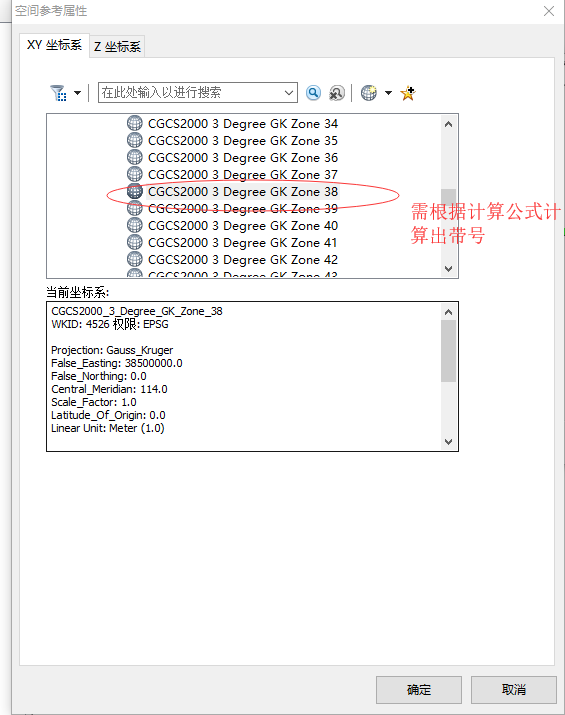 空间参考属性
XY 坐标系
Z 坐标系
在此处输入以进行搜索
CGCS2000 3 Degree GK Zone 34
CGCS2000 3 Degree GK Zone 35
CGCS2000 3 Degree GK Zone 36
CGCS2000 3 Degree GK Zone 37
CGCS2000 3 Degree GK Zone 38
CGCS2000 3 Degree GK Zone 39
CGCS2000 3 Degree GK Zone 40
CGCS2000 3 Degree GK Zone 41
CGCS2000 3 Degree GK Zone 42
CGCS2000 3 Degree GK Zone 43
需根据计算公式计
算出带号
当前坐标系:
CGCS2000_3_Degree_GK_Zone_38
WKID: 4526 权限: EPSG
Projection: Gauss_Kruger
False_Easting: 38500000.0
False_Northing: 0.0
Central_Meridian: 114.0
Scale_Factor: 1.0
Latitude_Of_Origin: 0.0
Linear Unit: Meter (1.0)
确定
取消